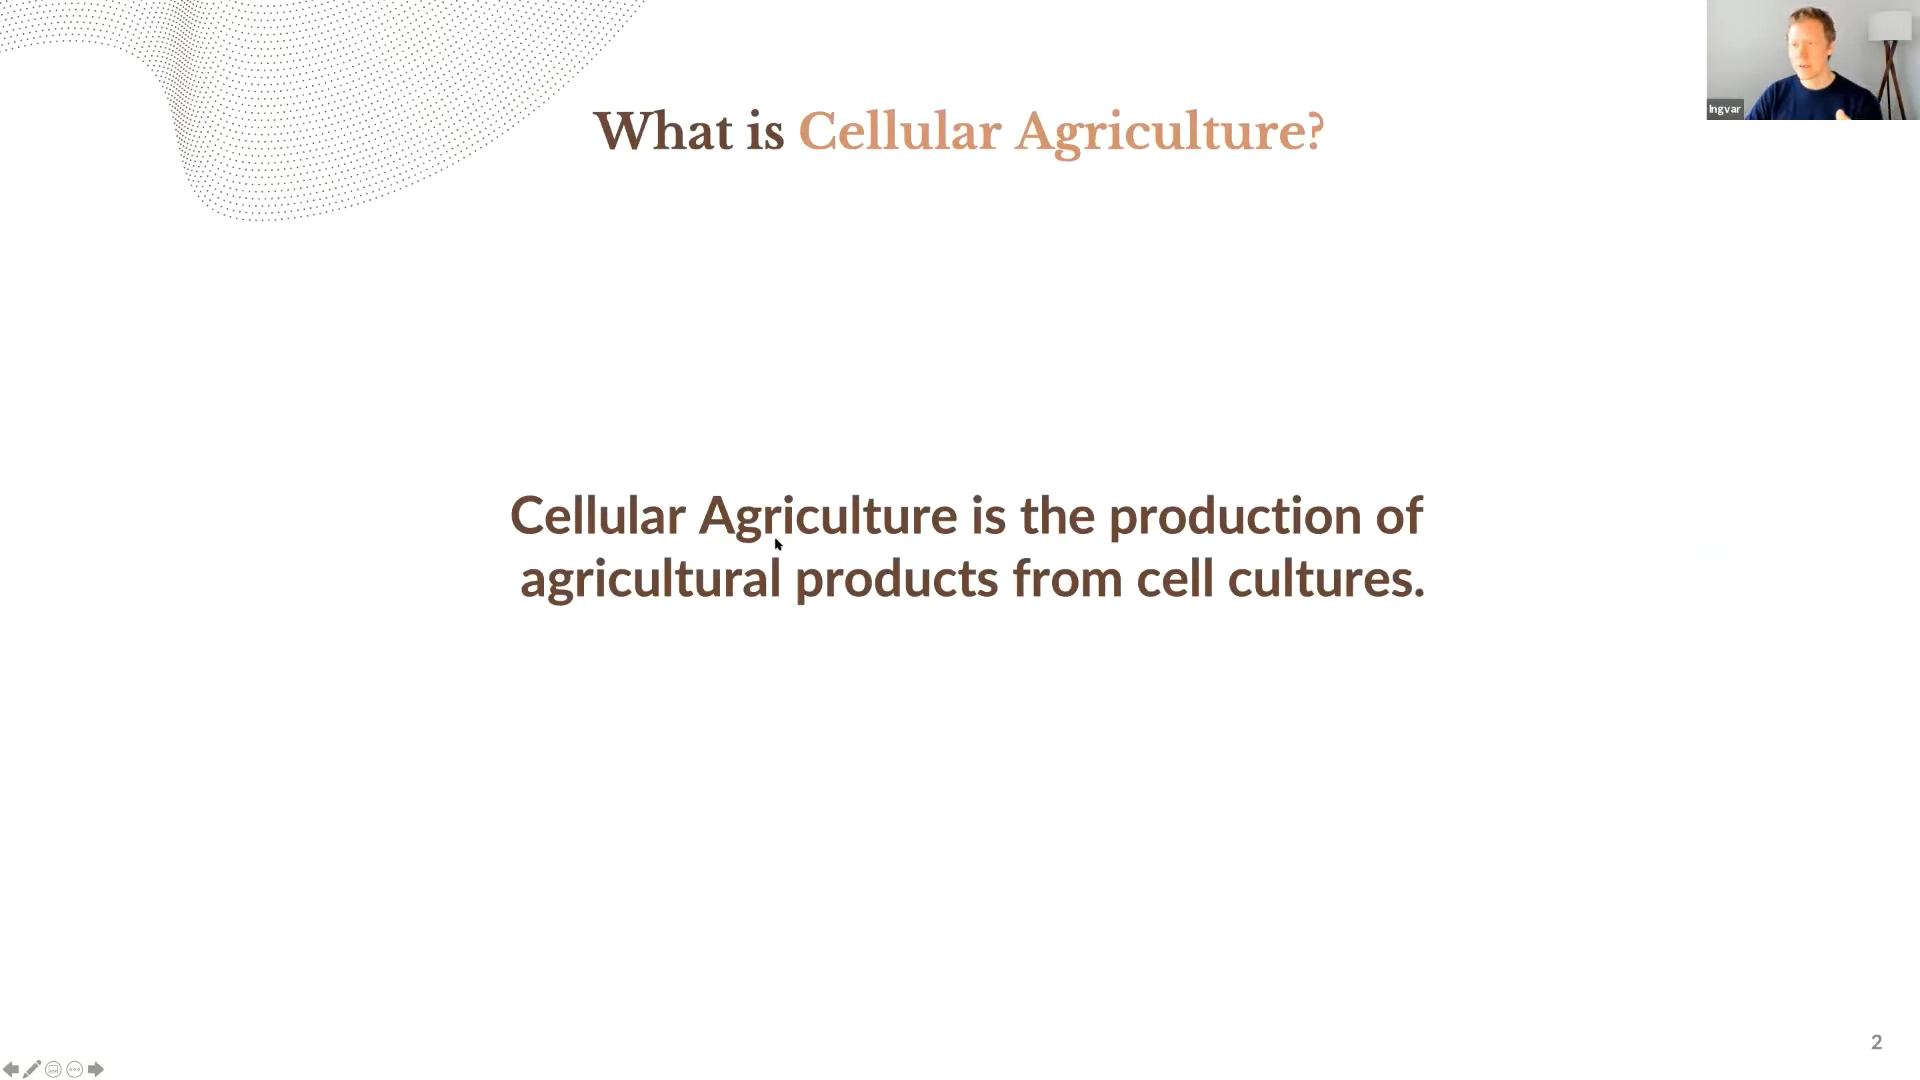 What is Cellular Agriculture?
Ingvar
Cellular Agriculture is the production of
agricultural products from cell cultures.
2